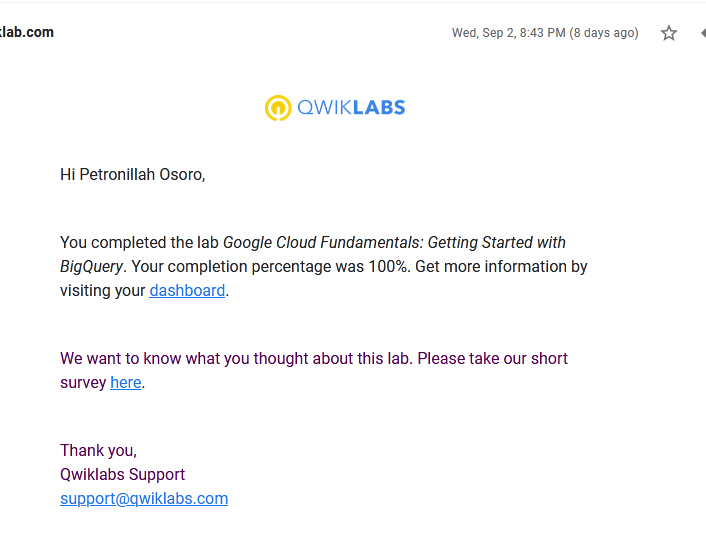 klab.com
Wed, Sep 2, 8:43 PM (8 days ago)
QWIKLABS
Hi Petronillah Osoro,
You completed the lab Google Cloud Fundamentals: Getting Started with
BigQuery. Your completion percentage was 100%. Get more information by
visiting your dashboard.
We want to know what you thought about this lab. Please take our short
survey here.
Thank you,
Qwiklabs Support
support@qwiklabs.com